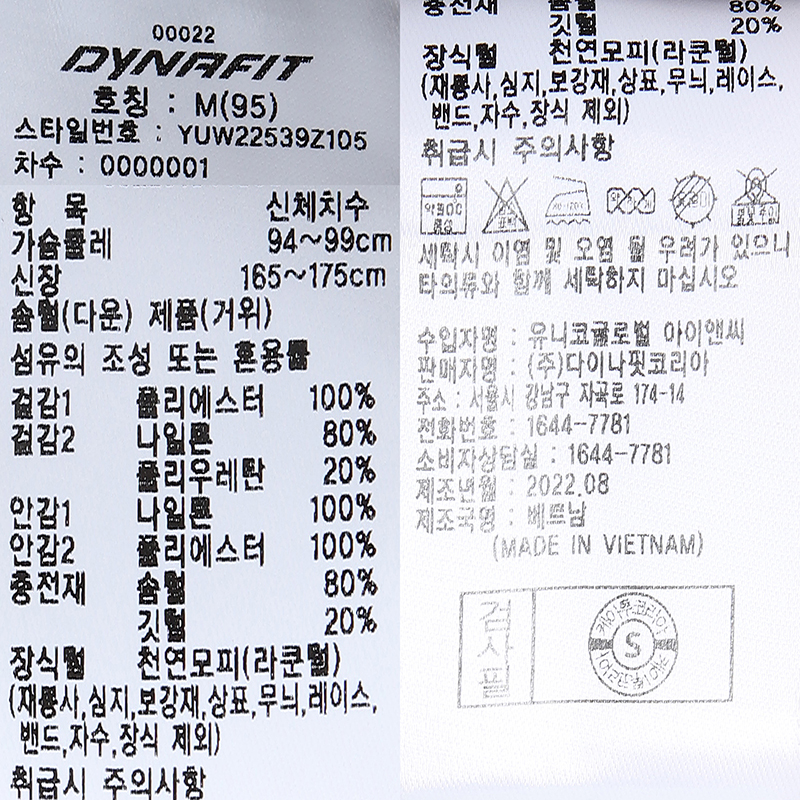 00022
DYNAFIT
호칭 : M(95)
스타일번호 : YUW22539Z105
차수 : 0000001
항 목 신체치수
가슴둘레 94~99cm
신장 165~175cm
솜털(다운) 제품(거위)
섬유의 조성 또는 혼용률
겉감1 폴리에스터 100%
겉감2 나일론 80%
폴리우레탄 20%
안감1 나일론 100%
안감2 폴리에스터 100%
충전재 솜털 80%
깃털 20%
장식털 천연모피(라쿤털)
(재봉사,심지,보강재,상표,무늬,레이스,
밴드,자수,장식 제외)
취급시 주의사항
충전재 솜털 80%
깃털 20%
장식털 천연모피(라쿤털)
(재봉사,심지,보강재,상표,무늬,레이스,
밴드,자수,장식 제외)
취급시 주의사항
세탁시 이염 및 오염 될 우려가 있으니
타의류와 함께 세탁하지 마십시오
수입자명 : 유니코글로벌 아이앤씨
판매자명 : (주)다이나핏코리아
주소 : 서울시 강남구 자곡로 174-14
전화번호 : 1644-7781
소비자상담실 : 1644-7781
제조년월 : 2022.08
제조국명 : 베트남
(MADE IN VIETNAM)
검사필
S